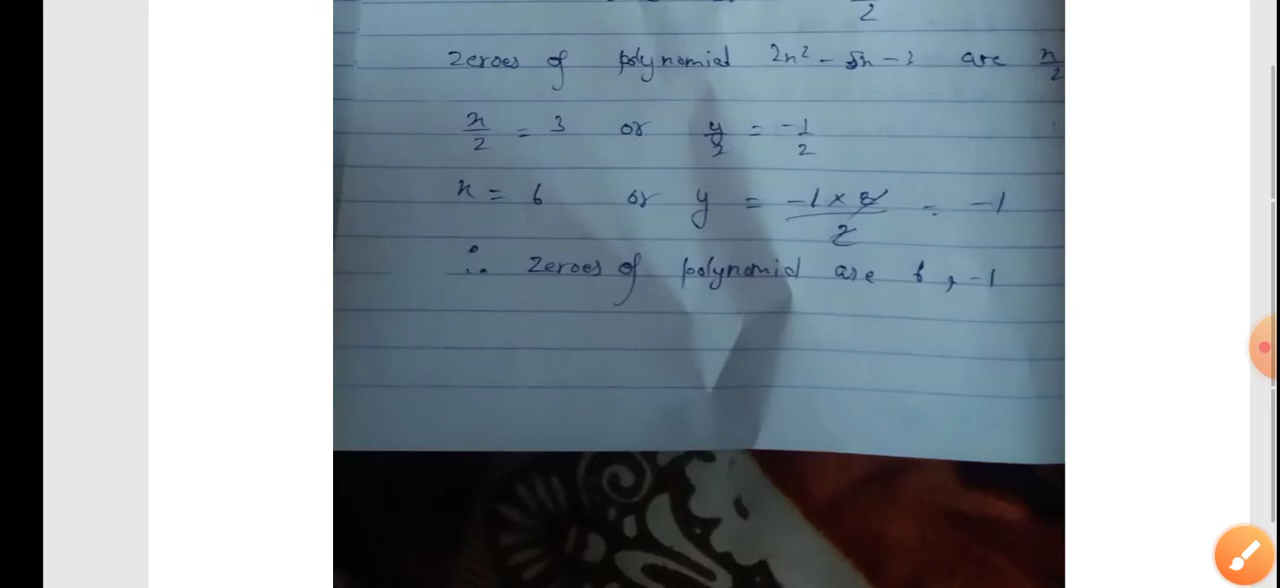 2
Zeroes of polynomial 2x² - 5x - 3 are x/2
x/2 = 3 or y/2 = -1/2
x = 6 or y = -1 × 2/2 = -1
∴ Zeroes of polynomial are 6, -1